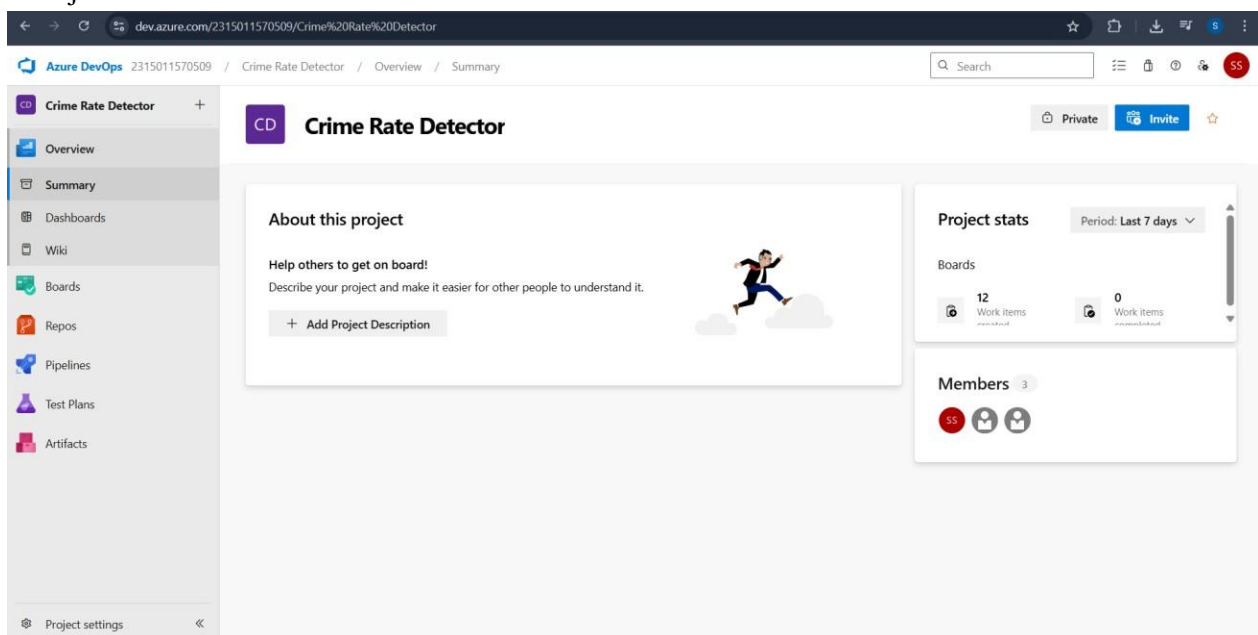 dev.azure.com/2315011570509/Crime%20Rate%20Detector
S
Azure DevOps 2315011570509 / Crime Rate Detector / Overview / Summary
Search
SS
CD Crime Rate Detector +
Overview
Summary
Dashboards
Wiki
Boards
Repos
Pipelines
Test Plans
Artifacts
Project settings
CD Crime Rate Detector
Private
Invite
About this project
Help others to get on board!
Describe your project and make it easier for other people to understand it.
+ Add Project Description
Project stats
Period: Last 7 days
Boards
12
Work items
created
0
Work items
completed
Members 3
SS